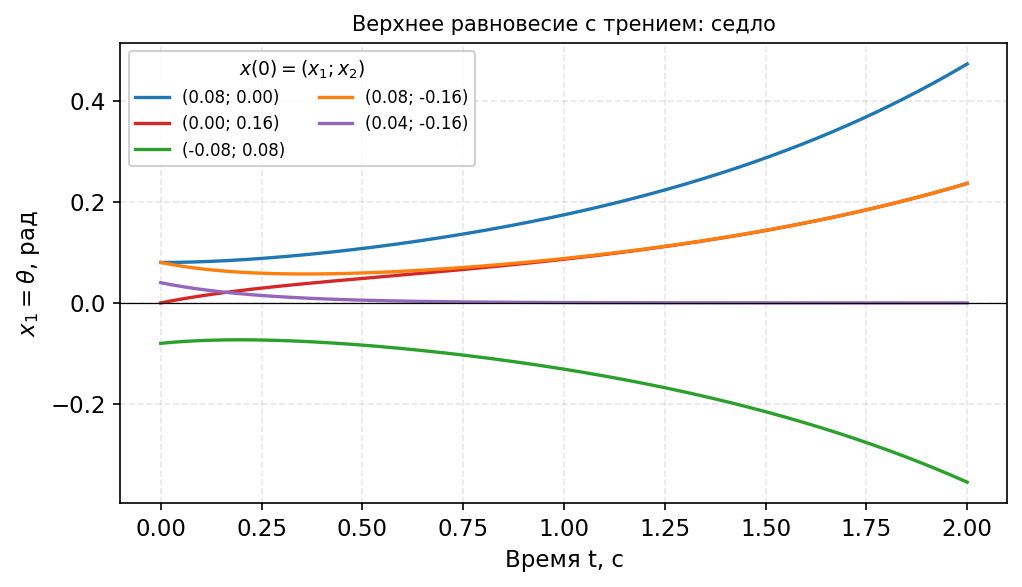 Верхнее равновесие с трением: седло
x(0) = (x₁; x₂)
(0.08; 0.00)
(0.00; 0.16)
(-0.08; 0.08)
(0.08; -0.16)
(0.04; -0.16)
x₁ = θ, рад
0.4
0.2
0.0
−0.2
0.00 0.25 0.50 0.75 1.00 1.25 1.50 1.75 2.00
Время t, с